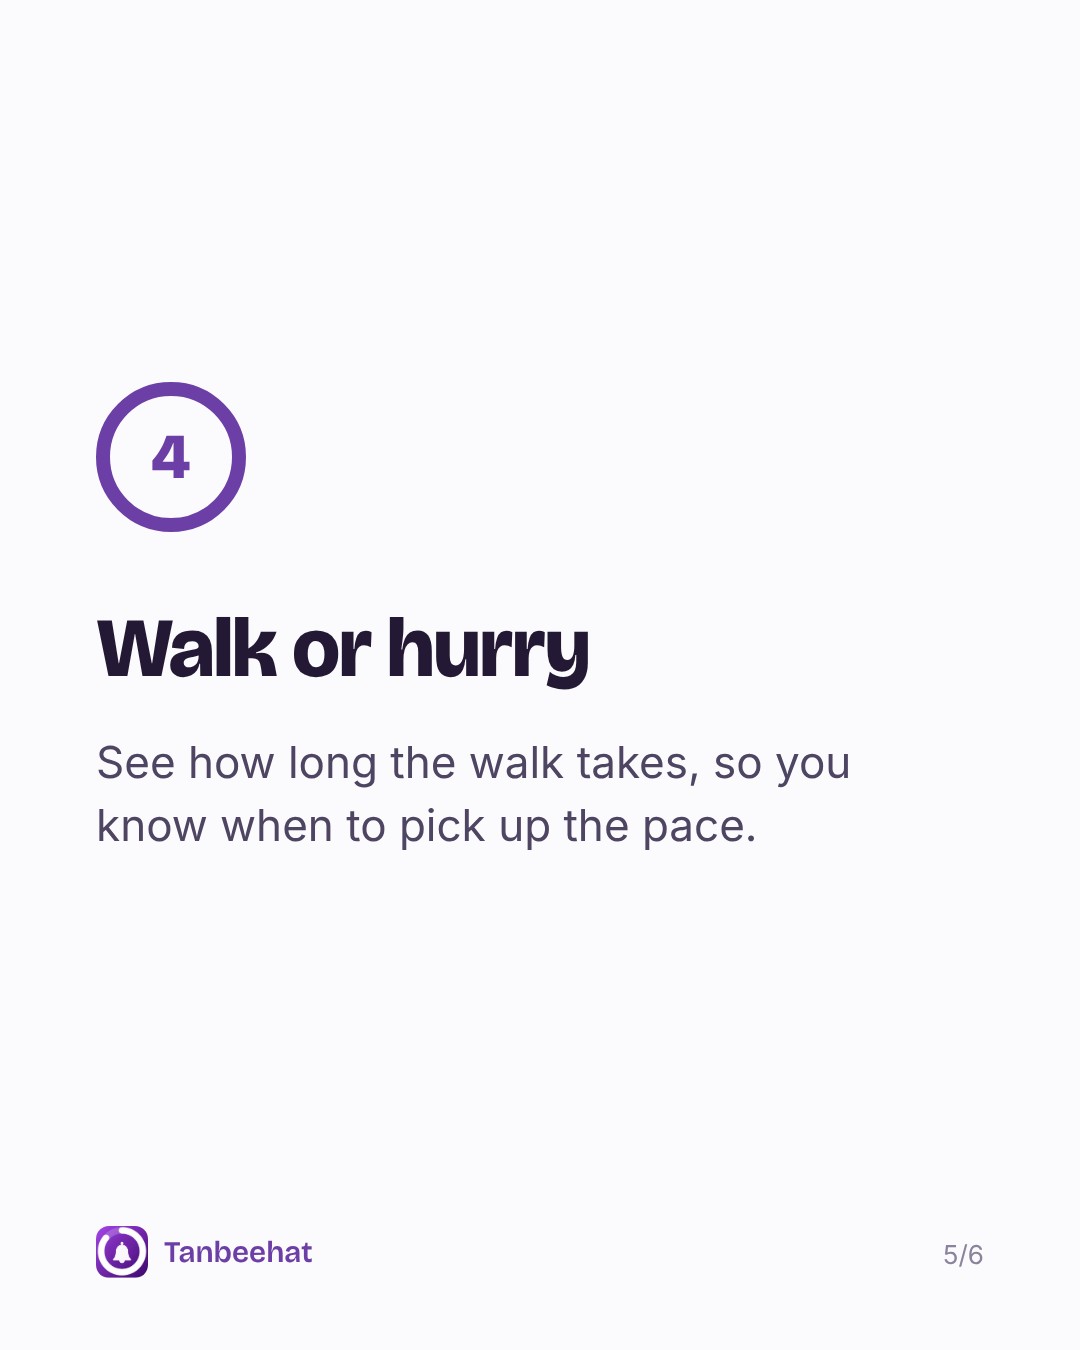 4
Walk or hurry
See how long the walk takes, so you
know when to pick up the pace.
Tanbeehat
5/6